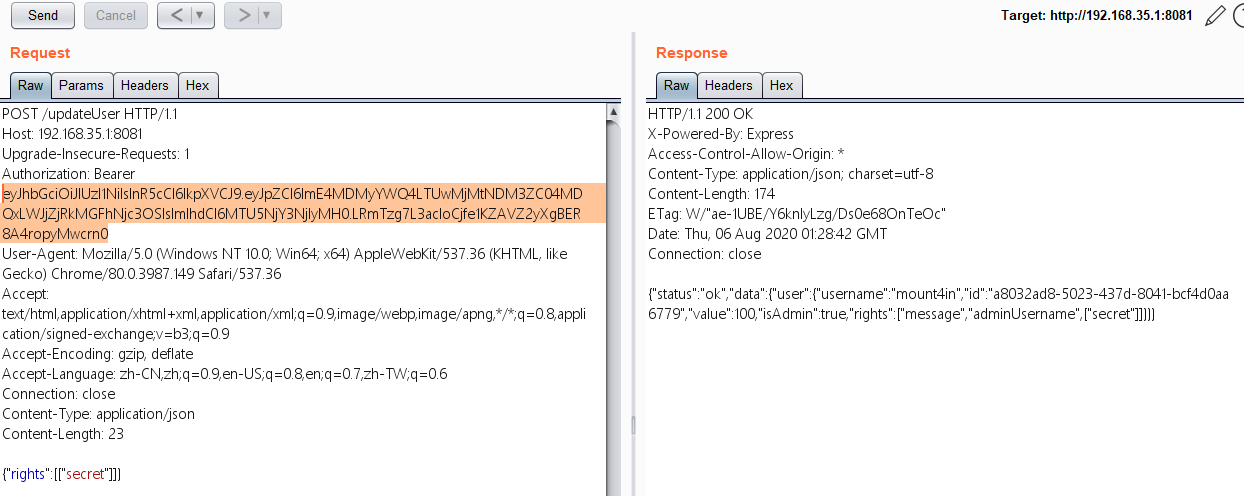 Send
Cancel
<
>
Target: http://192.168.35.1:8081
Request
Response
Raw
Params
Headers
Hex
Raw
Headers
Hex
POST /updateUser HTTP/1.1
Host: 192.168.35.1:8081
Upgrade-Insecure-Requests: 1
Authorization: Bearer
eyJhbGciOiJIUzI1NiIsInR5cCI6IkpXVCJ9.eyJpZCI6ImE4MDMyYWQ4LTUwMjMtNDM3ZC04MD
QxLWJjZjRkMGFhNjc3OSIsImlhdCI6MTU5NjY3NjIyMH0.LRmTzg7L3acloCjfe1KZAVZ2yXgBER
8A4ropyMwcrn0
User-Agent: Mozilla/5.0 (Windows NT 10.0; Win64; x64) AppleWebKit/537.36 (KHTML, like
Gecko) Chrome/80.0.3987.149 Safari/537.36
Accept:
text/html,application/xhtml+xml,application/xml;q=0.9,image/webp,image/apng,*/*;q=0.8,appli
cation/signed-exchange;v=b3;q=0.9
Accept-Encoding: gzip, deflate
Accept-Language: zh-CN,zh;q=0.9,en-US;q=0.8,en;q=0.7,zh-TW;q=0.6
Connection: close
Content-Type: application/json
Content-Length: 23
{"rights":[["secret"]]}
HTTP/1.1 200 OK
X-Powered-By: Express
Access-Control-Allow-Origin: *
Content-Type: application/json; charset=utf-8
Content-Length: 174
ETag: W/"ae-1UBE/Y6knlyLzg/Ds0e68OnTeOc"
Date: Thu, 06 Aug 2020 01:28:42 GMT
Connection: close
{"status":"ok","data":{"user":{"username":"mount4in","id":"a8032ad8-5023-437d-8041-bcf4d0aa
6779","value":100,"isAdmin":true,"rights":["message","adminUsername",["secret"]]}}}